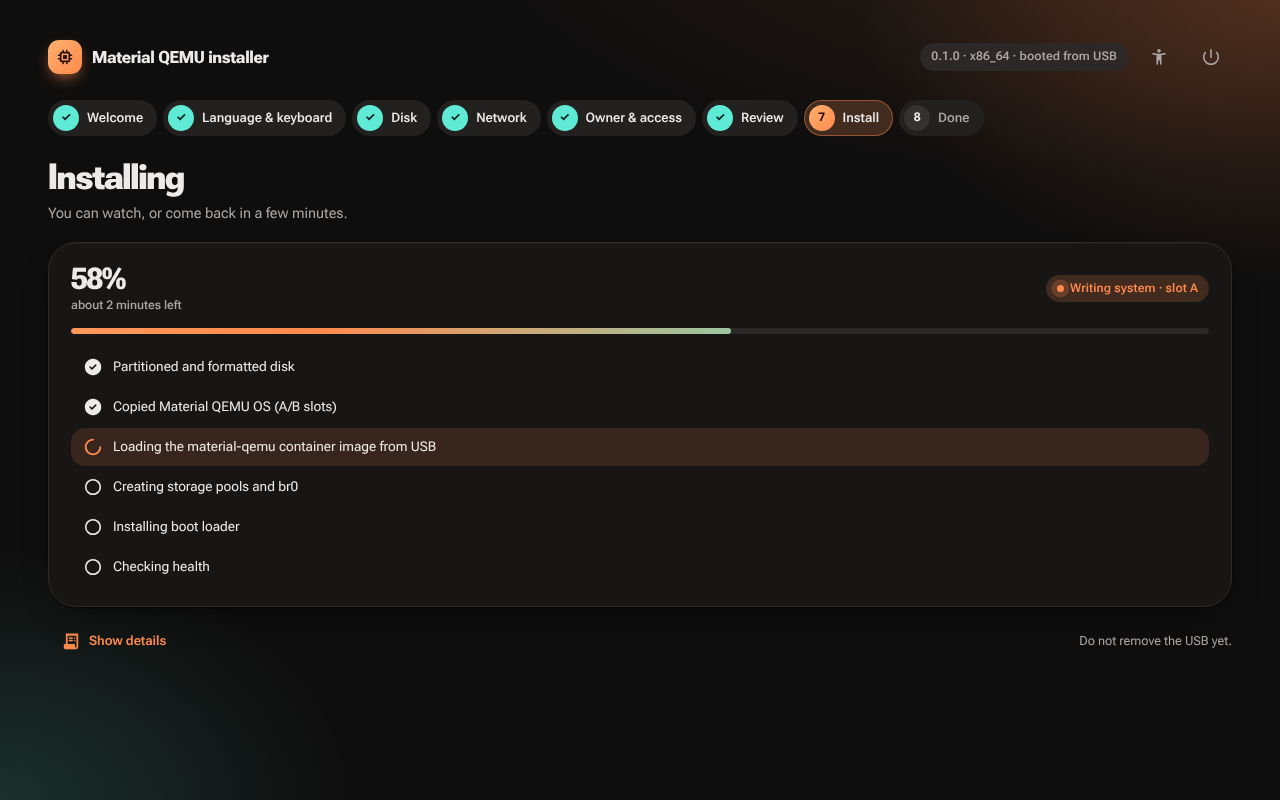 Material QEMU installer
0.1.0 · x86_64 · booted from USB
Welcome
Language & keyboard
Disk
Network
Owner & access
Review
7 Install
8 Done
Installing
You can watch, or come back in a few minutes.
58%
about 2 minutes left
Writing system · slot A
Partitioned and formatted disk
Copied Material QEMU OS (A/B slots)
Loading the material-qemu container image from USB
Creating storage pools and br0
Installing boot loader
Checking health
Show details
Do not remove the USB yet.